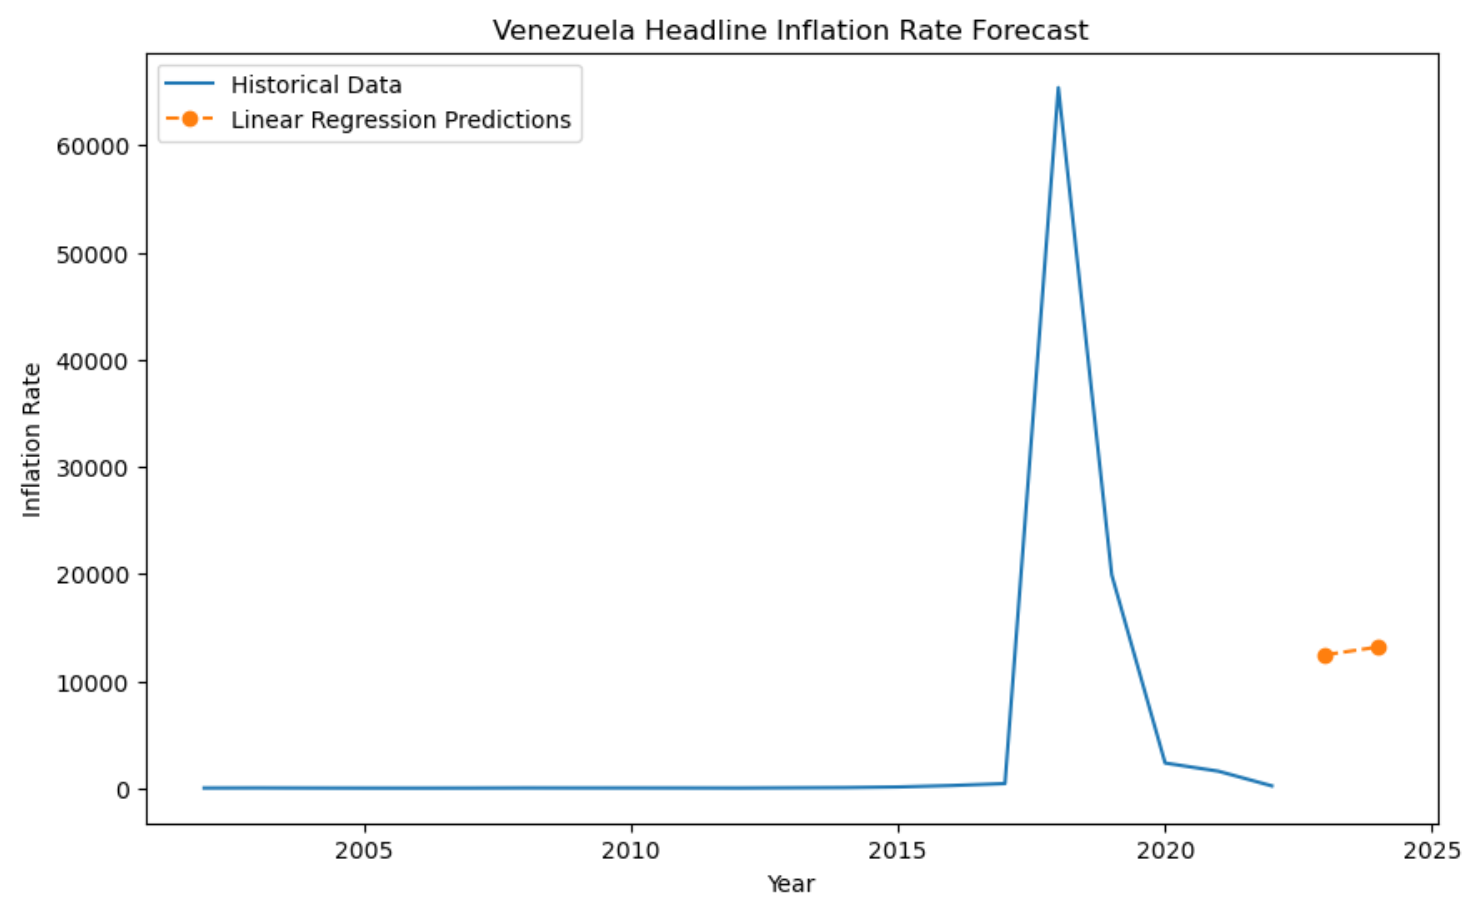 Venezuela Headline Inflation Rate Forecast
Historical Data
Linear Regression Predictions
Inflation Rate
60000
50000
40000
30000
20000
10000
0
2005 2010 2015 2020 2025
Year